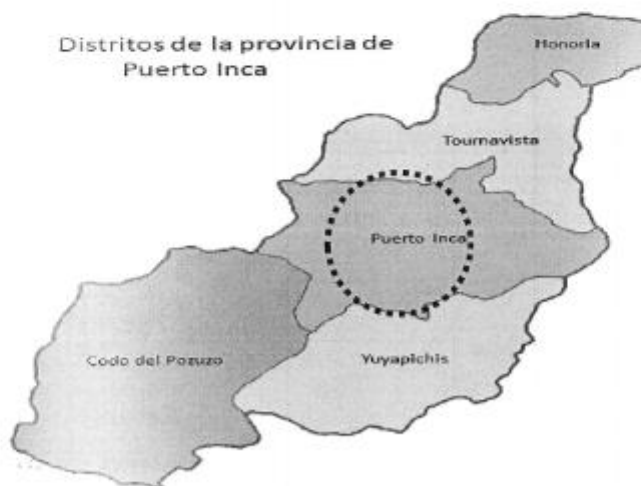 Distritos de la provincia de
Puerto Inca
Honoria
Tournavista
Puerto Inca
Codo del Pozuzo
Yuyapichis